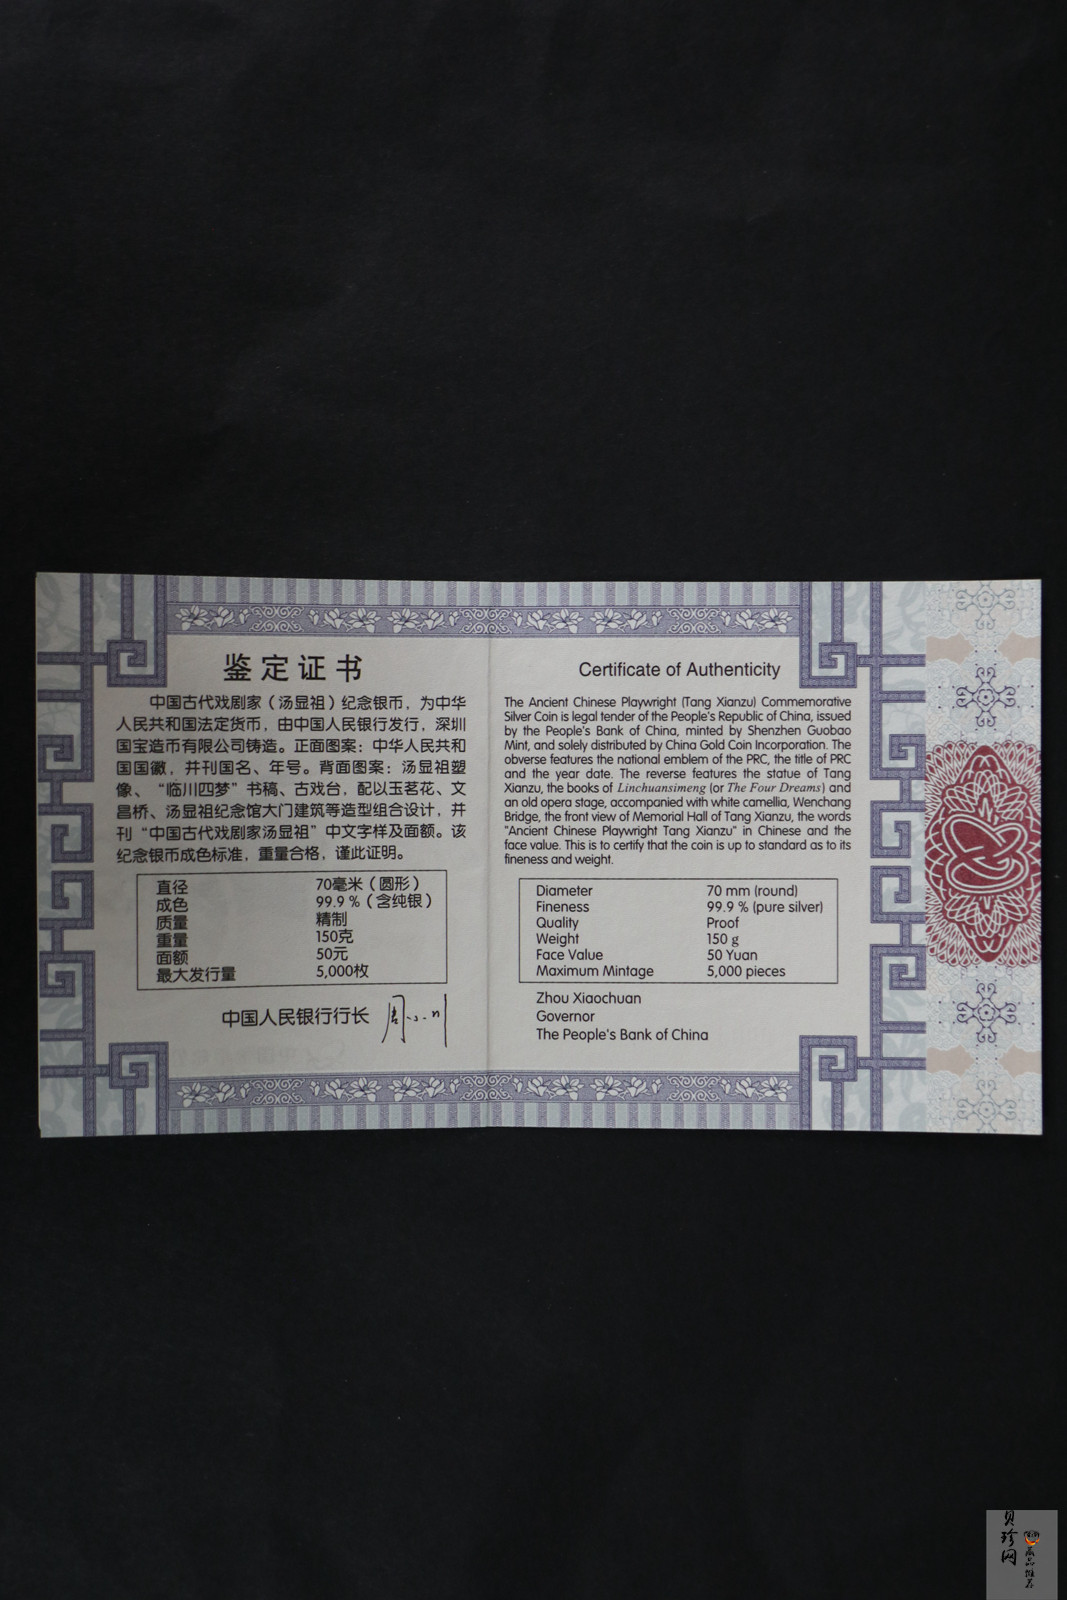 鉴定证书
中国古代戏剧家（汤显祖）纪念银币，为中华
人民共和国法定货币，由中国人民银行发行，深圳
国宝造币有限公司铸造。正面图案：中华人民共和
国国徽，并刊国名、年号。背面图案：汤显祖塑
像、“临川四梦”书稿、古戏台，配以玉茗花、文
昌桥、汤显祖纪念馆大门建筑等造型组合设计，并
刊“中国古代戏剧家汤显祖”中文字样及面额。该
纪念银币成色标准，重量合格，谨此证明。
直径 70毫米（圆形）
成色 99.9 %（含纯银）
质量 精制
重量 150克
面额 50元
最大发行量 5,000枚
中国人民银行行长 周小川
Certificate of Authenticity
The Ancient Chinese Playwright (Tang Xianzu) Commemorative
Silver Coin is legal tender of the People's Republic of China, issued
by the People's Bank of China, minted by Shenzhen Guobao
Mint, and solely distributed by China Gold Coin Incorporation. The
obverse features the national emblem of the PRC, the title of PRC
and the year date. The reverse features the statue of Tang
Xianzu, the books of Linchuansimeng (or The Four Dreams) and
an old opera stage, accompanied with white camellia, Wenchang
Bridge, the front view of Memorial Hall of Tang Xianzu, the words
"Ancient Chinese Playwright Tang Xianzu" in Chinese and the
face value. This is to certify that the coin is up to standard as to its
fineness and weight.
Diameter 70 mm (round)
Fineness 99.9 % (pure silver)
Quality Proof
Weight 150 g
Face Value 50 Yuan
Maximum Mintage 5,000 pieces
Zhou Xiaochuan
Governor
The People's Bank of China
贝珍网
藏品推荐